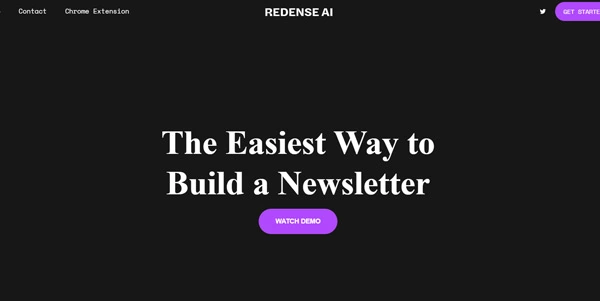 Contact Chrome Extension REDENSE AI GET STARTE
The Easiest Way to
Build a Newsletter
WATCH DEMO